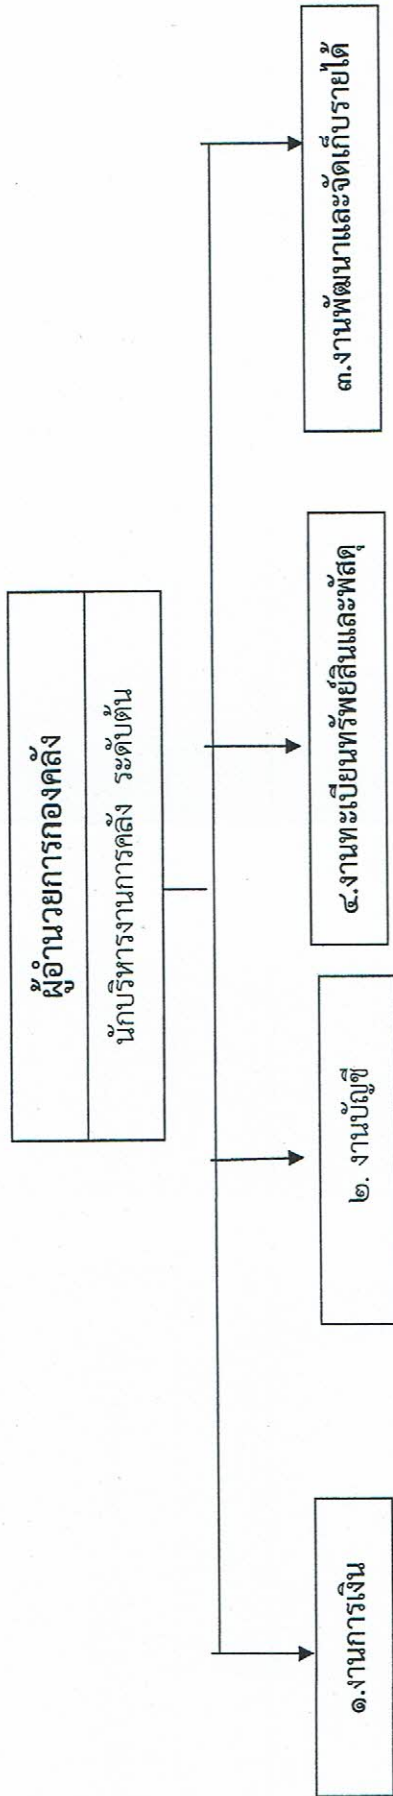 ผู้อำนวยการกองคลัง
นักบริหารงานการคลัง ระดับต้น
๑.งานการเงิน
๒. งานบัญชี
๔.งานทะเบียนทรัพย์สินและพัสดุ
๓.งานพัฒนาและจัดเก็บรายได้